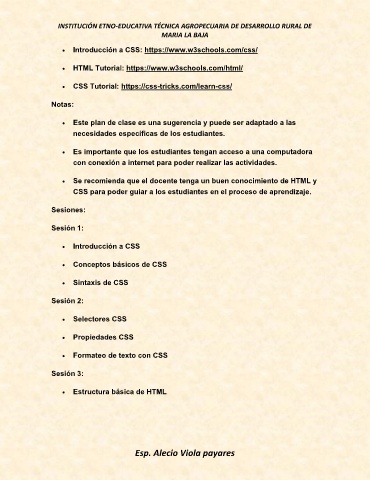 INSTITUCIÓN ETNO-EDUCATIVA TÉCNICA AGROPECUARIA DE DESARROLLO RURAL DE
MARIA LA BAJA
• Introducción a CSS: https://www.w3schools.com/css/
• HTML Tutorial: https://www.w3schools.com/html/
• CSS Tutorial: https://css-tricks.com/learn-css/
Notas:
• Este plan de clase es una sugerencia y puede ser adaptado a las
necesidades específicas de los estudiantes.
• Es importante que los estudiantes tengan acceso a una computadora
con conexión a internet para poder realizar las actividades.
• Se recomienda que el docente tenga un buen conocimiento de HTML y
CSS para poder guiar a los estudiantes en el proceso de aprendizaje.
Sesiones:
Sesión 1:
• Introducción a CSS
• Conceptos básicos de CSS
• Sintaxis de CSS
Sesión 2:
• Selectores CSS
• Propiedades CSS
• Formateo de texto con CSS
Sesión 3:
• Estructura básica de HTML
Esp. Alecio Viola payares